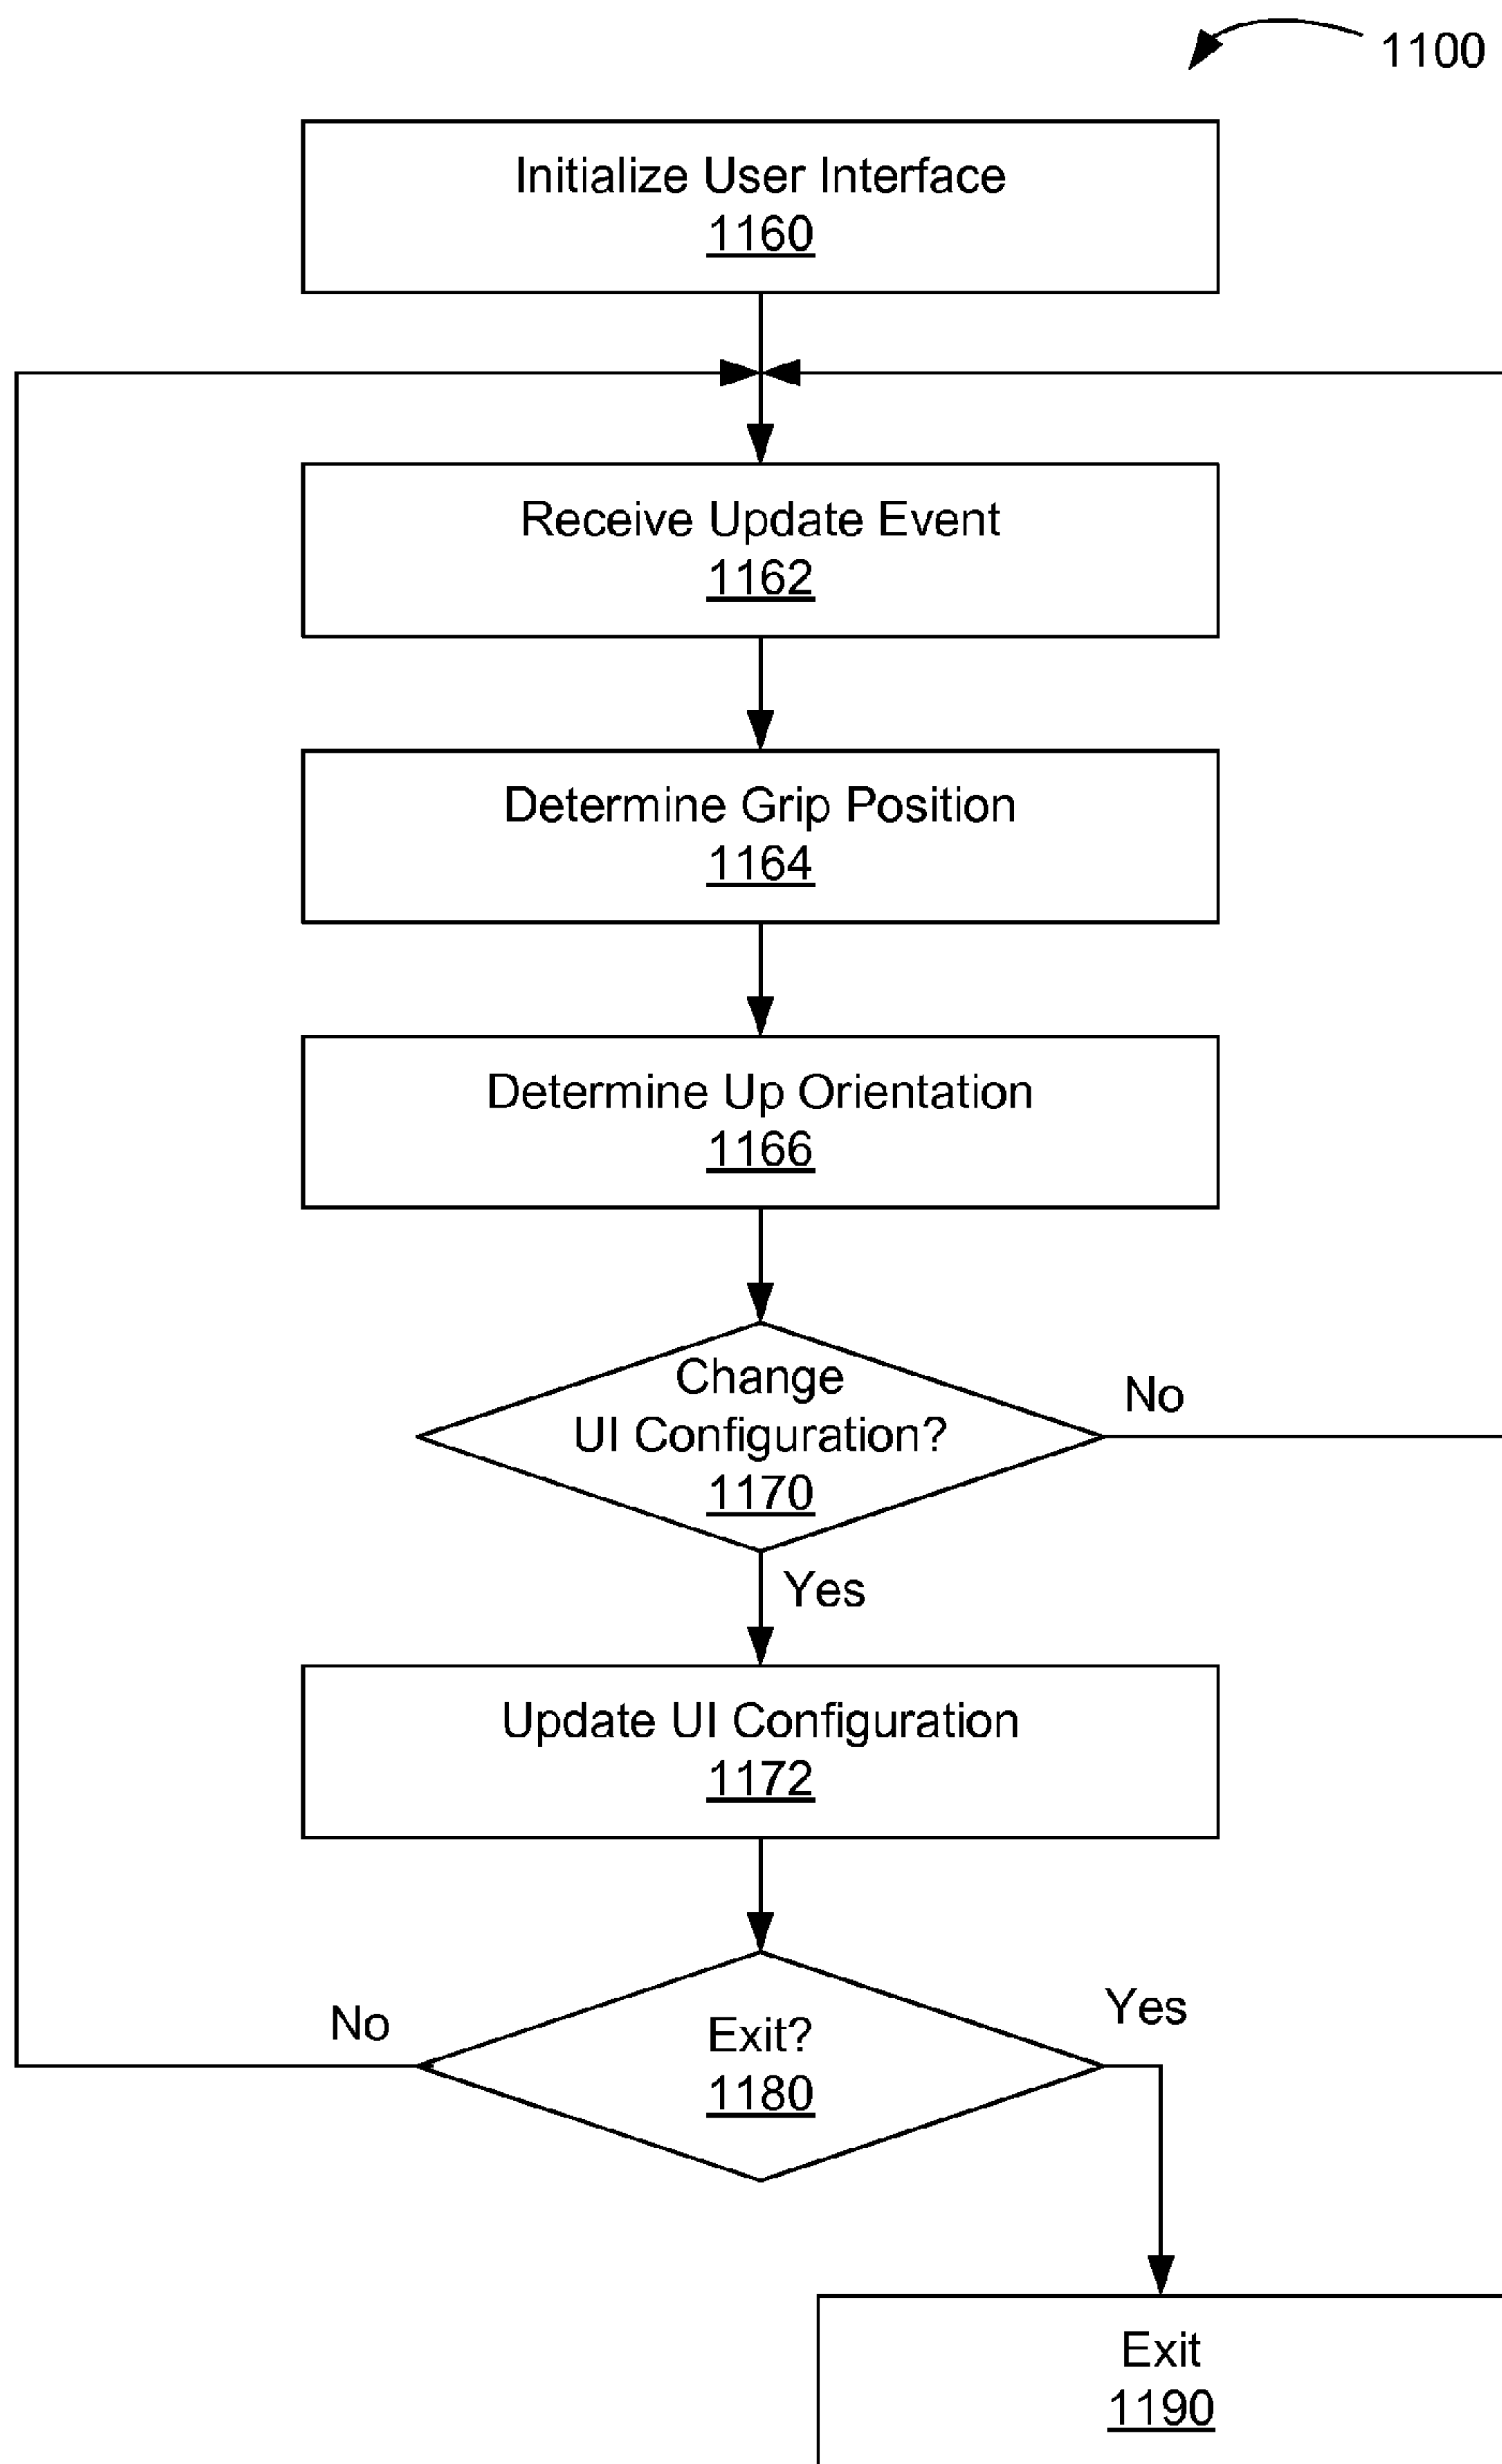 1100
Initialize User Interface
1160
Receive Update Event
1162
Determine Grip Position
1164
Determine Up Orientation
1166
Change
UI Configuration?
1170
No
Yes
Update UI Configuration
1172
No
Exit?
1180
Yes
Exit
1190